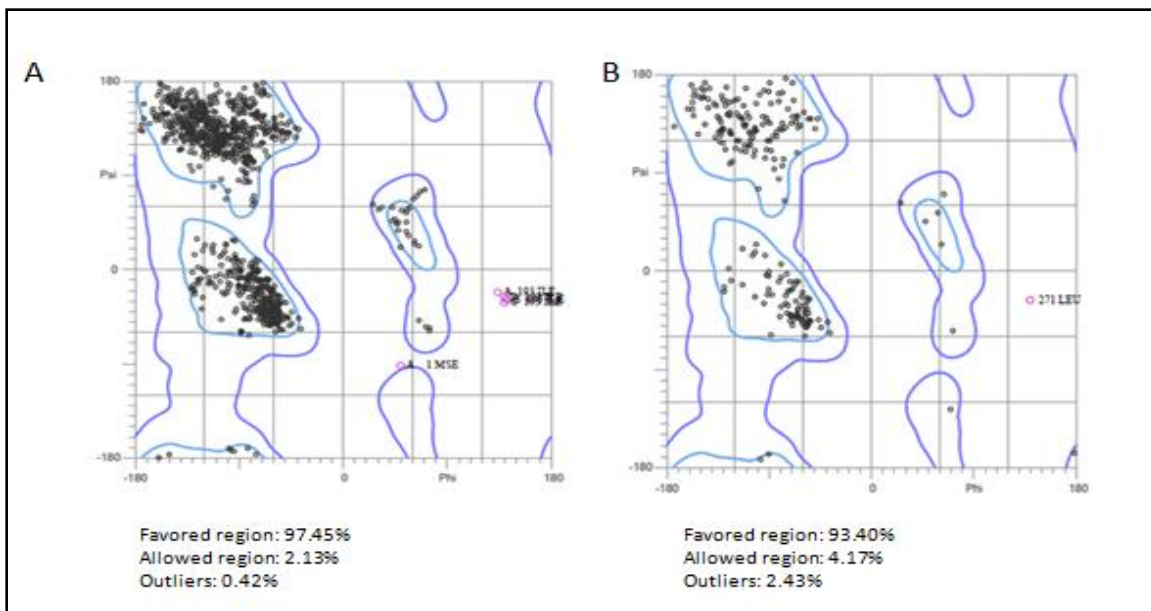 A
180
Psi
0
-180
A 1 MSE
-180
0
Phi
180
Favored region: 97.45%
Allowed region: 2.13%
Outliers: 0.42%
B
180
Psi
0
-180
271 LEU
-180
0
Phi
180
Favored region: 93.40%
Allowed region: 4.17%
Outliers: 2.43%